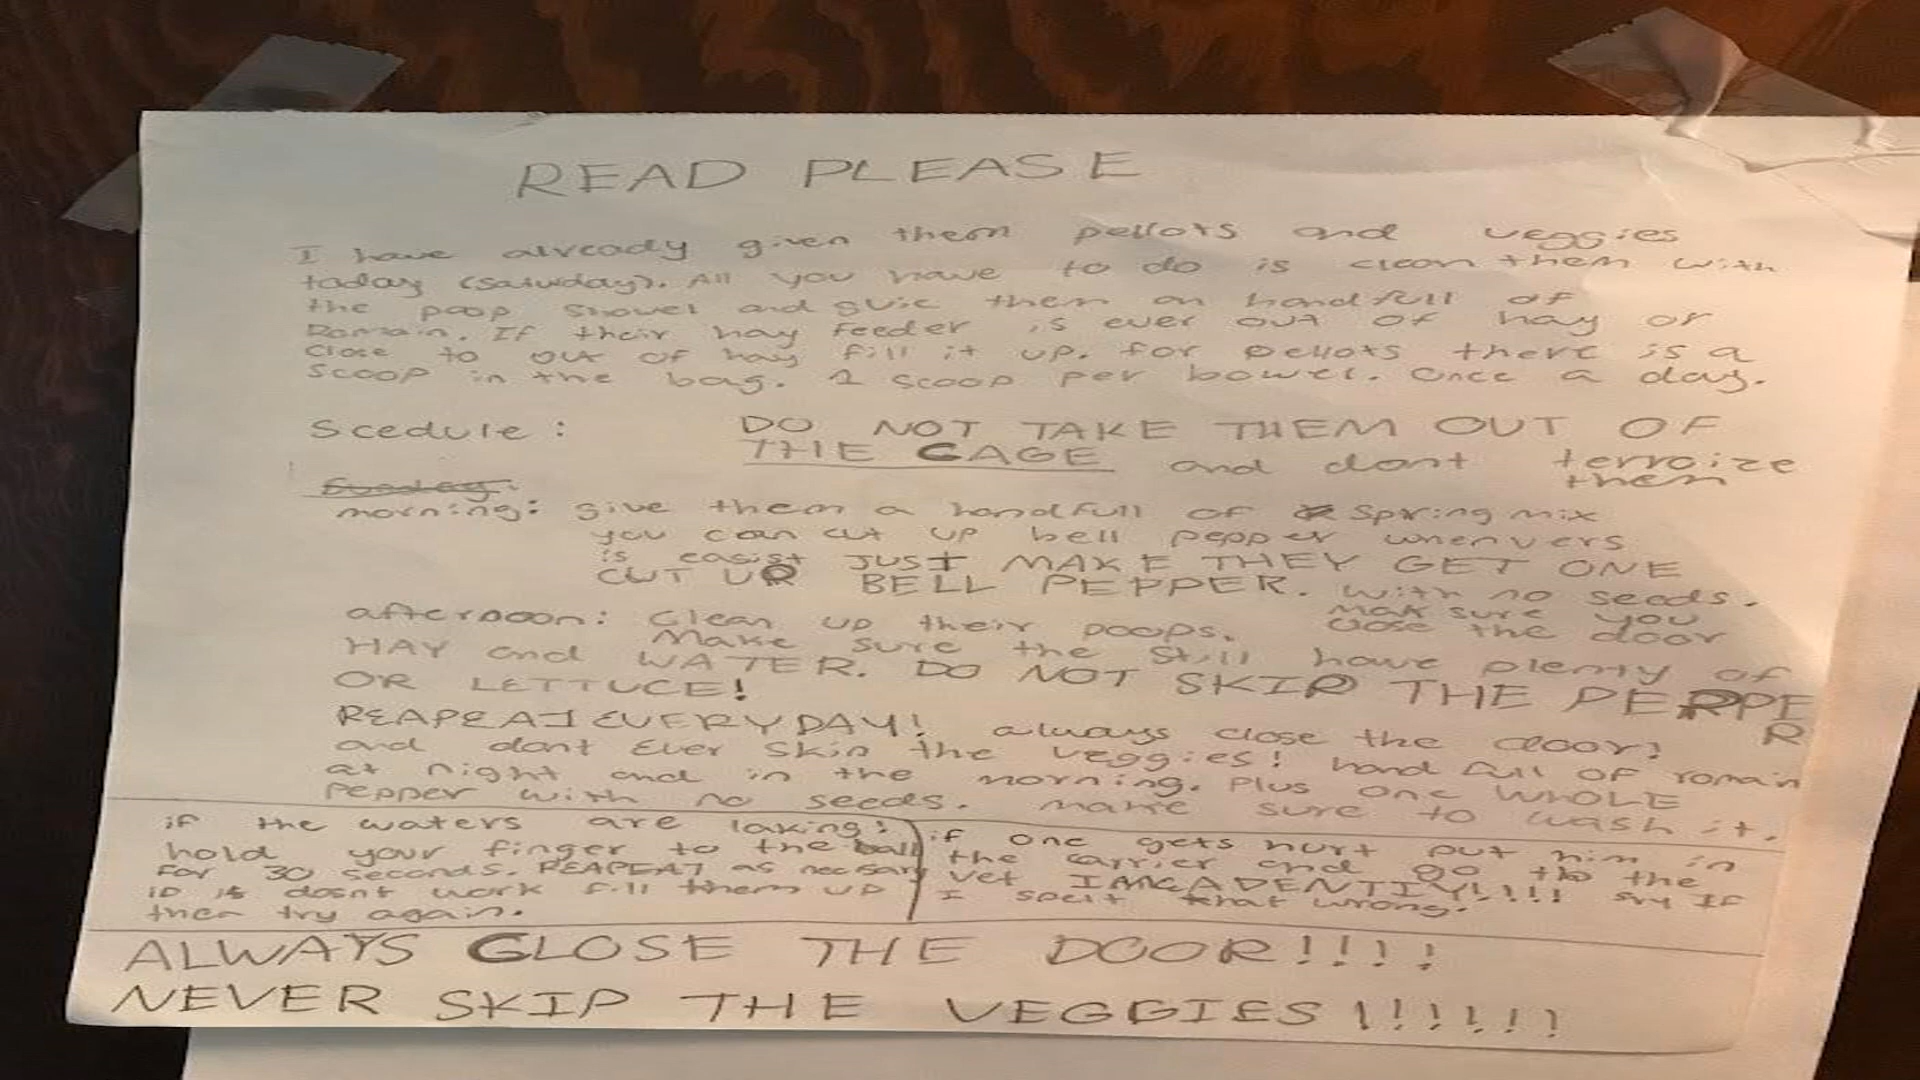 READ PLEASE
I have already given them pellots and veggies
today (Saturday). All you have to do is clean them with
the poop shovel and give them an handfull of
Romain. If their hay feeder is ever out of hay or
close to out of hay fill it up. for pellots there is a
scoop in the bag. 1 scoop per bower. Once a day.
Scedule: DO NOT TAKE THEM OUT OF
THE CAGE and dont terroize
them
Sunday:
morning: give them a handfull of spring mix
you can cut up bell pepper whenvers
is easist JUST MAKE THEY GET ONE
CUT UP BELL PEPPER. with no seeds.
afternoon: Clean up their poops. mak sure you
close the door
Make sure the still have plenty of
HAY and WATER. DO NOT SKIP THE PEPPER
OR LETTUCE!
REAPEAT EVERYDAY! always close the door!
and dont Ever skip the veggies! hand full of romain
at night and in the morning. Plus one WHOLE
pepper with no seeds. make sure to wash it.
if the waters are laking:
hold your finger to the ball
for 30 seconds. REAPEAT as necisary
if it dosnt work fill them up
then try again.
if one gets hurt put him in
the carrier and go to the
vet IMEADENTIY!!!! sry If
I spelt that wrong.
ALWAYS CLOSE THE DOOR!!!!
NEVER SKIP THE VEGGIES!!!!!!